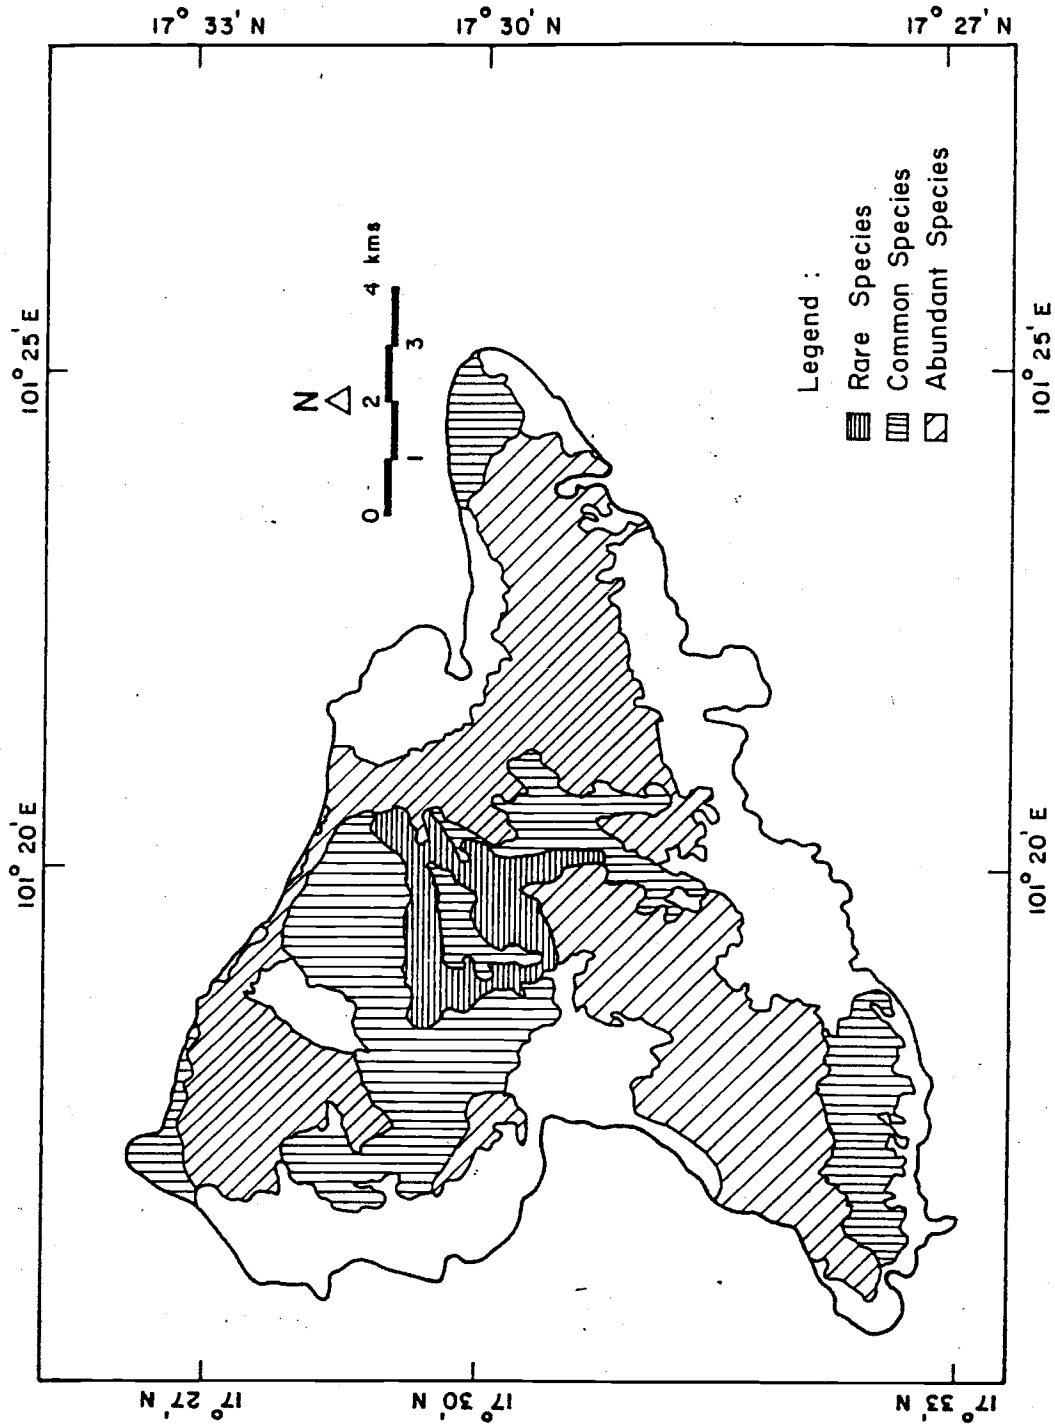 17° 33' N
17° 30' N
17° 27' N
101° 25' E
101° 20' E
N
0 1 2 3 4 kms
Legend :
Rare Species
Common Species
Abundant Species
101° 25' E
101° 20' E
17° 27' N
17° 30' N
17° 33' N